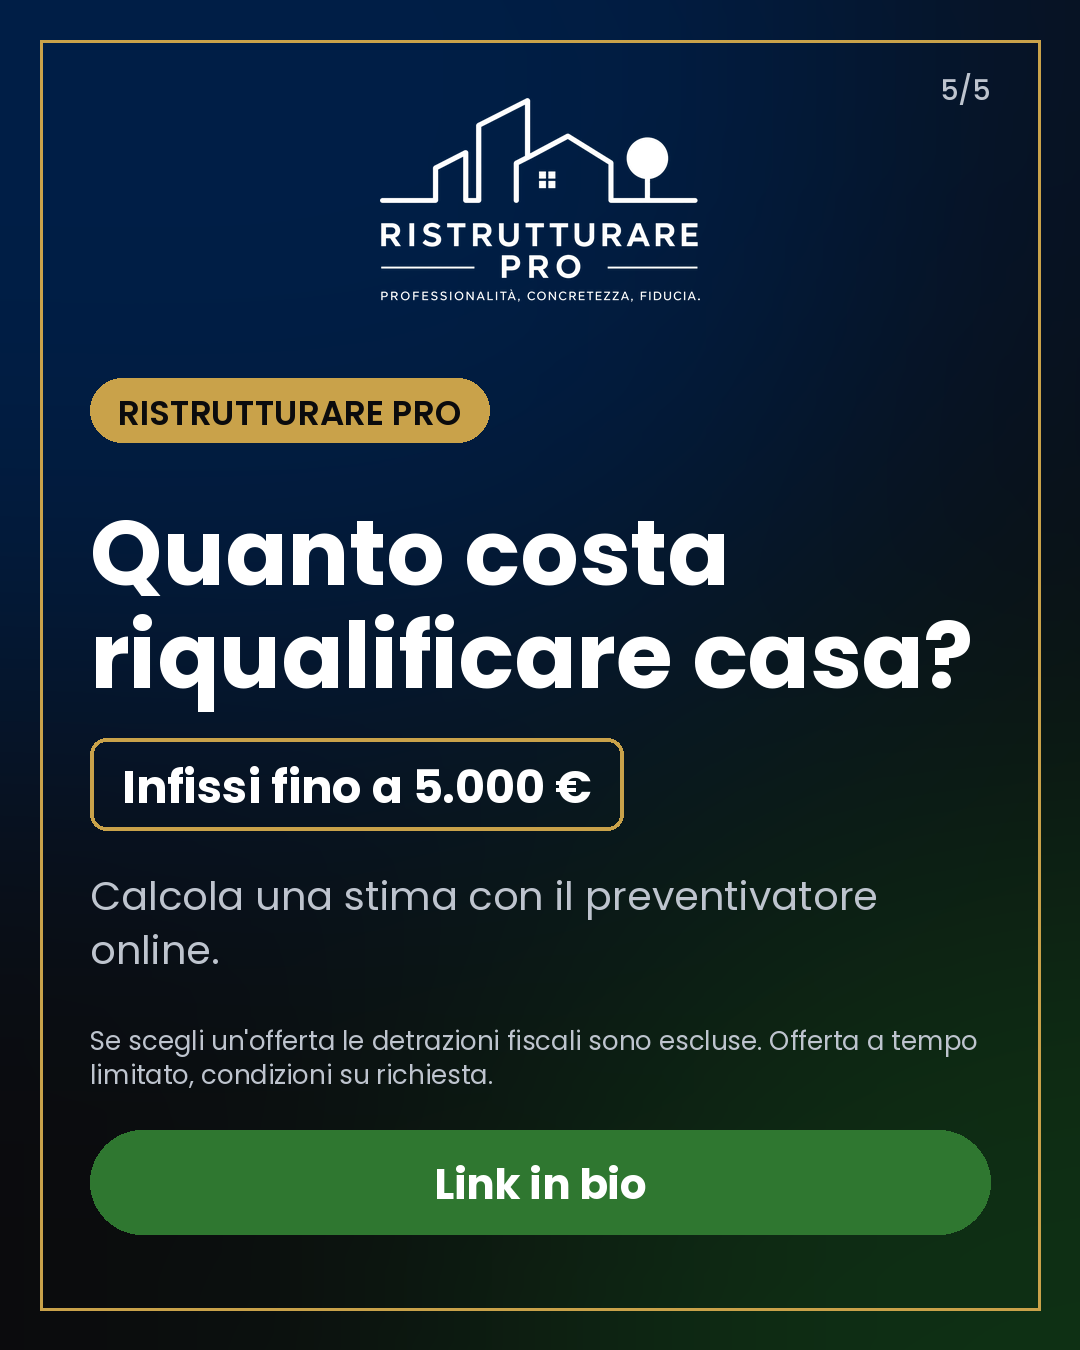 5/5
RISTRUTTURARE
PRO
PROFESSIONALITÀ, CONCRETEZZA, FIDUCIA.
RISTRUTTURARE PRO
Quanto costa
riqualificare casa?
Infissi fino a 5.000 €
Calcola una stima con il preventivatore
online.
Se scegli un'offerta le detrazioni fiscali sono escluse. Offerta a tempo
limitato, condizioni su richiesta.
Link in bio